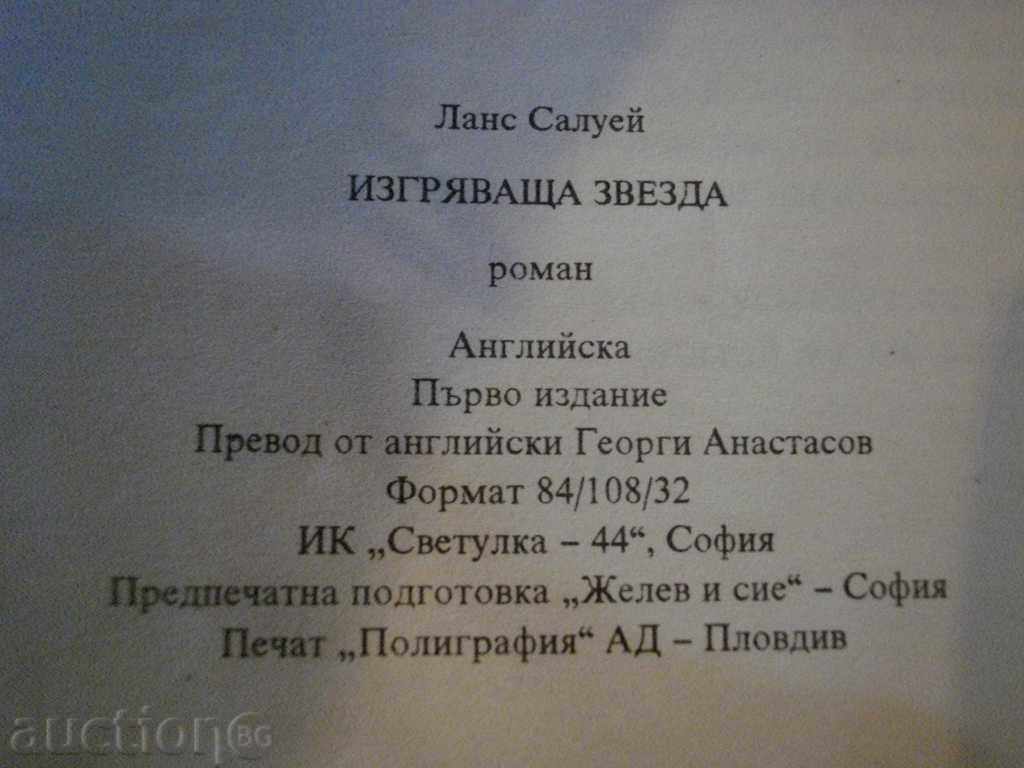 Ланс Салуей
ИЗГРЯВАЩА ЗВЕЗДА
роман
Английска
Първо издание
Превод от английски Георги Анастасов
Формат 84/108/32
ИК „Светулка – 44“, София
Предпечатна подготовка „Желев и сие“ – София
Печат „Полиграфия“ АД – Пловдив
auction BG